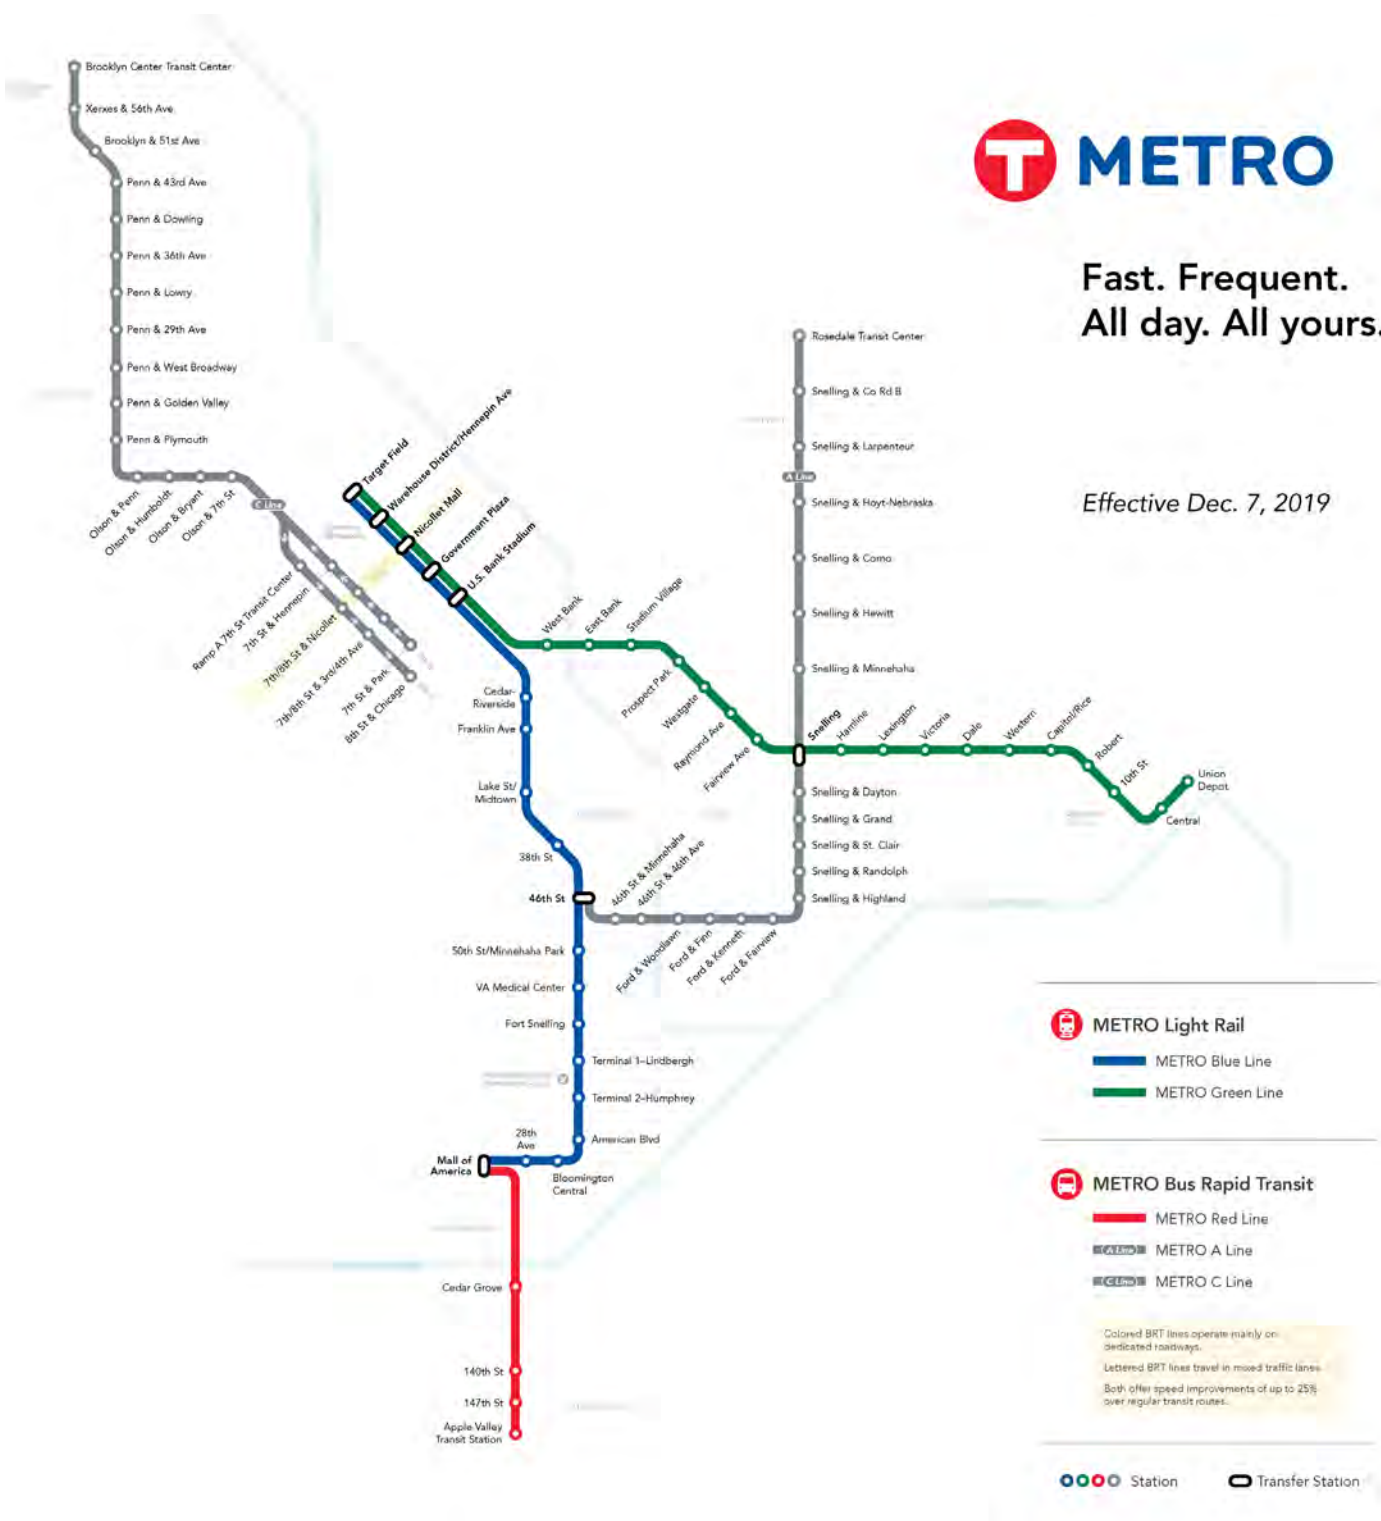 Brooklyn Center Transit Center
Xerxes & 56th Ave
Brooklyn & 51st Ave
Penn & 43rd Ave
Penn & Dowling
Penn & 36th Ave
Penn & Lowry
Penn & 29th Ave
Penn & West Broadway
Penn & Golden Valley
Penn & Plymouth
Olson & Penn
Olson & Humboldt
Olson & Bryant
Olson & 7th St
C Line
Ramp A 7th St Transit Center
7th St & Hennepin
7th/8th St & Nicollet
7th/8th St & 3rd/4th Ave
7th St & Park
8th St & Chicago
Target Field
Warehouse District/Hennepin Ave
Nicollet Mall
Government Plaza
U.S. Bank Stadium
West Bank
East Bank
Stadium Village
Prospect Park
Westgate
Raymond Ave
Fairview Ave
Snelling
Hamline
Lexington
Victoria
Dale
Western
Capitol/Rice
Robert
10th St
Central
Union
Depot
Cedar-
Riverside
Franklin Ave
Lake St/
Midtown
38th St
46th St
50th St/Minnehaha Park
VA Medical Center
Fort Snelling
Terminal 1–Lindbergh
Terminal 2–Humphrey
American Blvd
Bloomington
Central
28th
Ave
Mall of
America
Cedar Grove
140th St
147th St
Apple Valley
Transit Station
Rosedale Transit Center
Snelling & Co Rd B
Snelling & Larpenteur
A Line
Snelling & Hoyt-Nebraska
Snelling & Como
Snelling & Hewitt
Snelling & Minnehaha
Snelling & Dayton
Snelling & Grand
Snelling & St. Clair
Snelling & Randolph
Snelling & Highland
46th St & Minnehaha
46th St & 46th Ave
Ford & Woodlawn
Ford & Finn
Ford & Kenneth
Ford & Fairview
T METRO
Fast. Frequent.
All day. All yours.
Effective Dec. 7, 2019
METRO Light Rail
METRO Blue Line
METRO Green Line
METRO Bus Rapid Transit
METRO Red Line
A Line METRO A Line
C Line METRO C Line
Colored BRT lines operate mainly on
dedicated roadways.
Lettered BRT lines travel in mixed traffic lanes.
Both offer speed improvements of up to 25%
over regular transit routes.
Station
Transfer Station